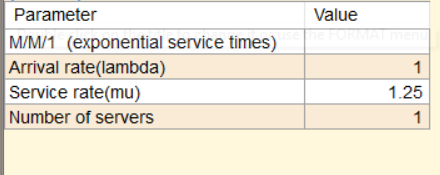 Parameter Value
M/M/1 (exponential service times)
Arrival rate(lambda) 1
Service rate(mu) 1.25
Number of servers 1